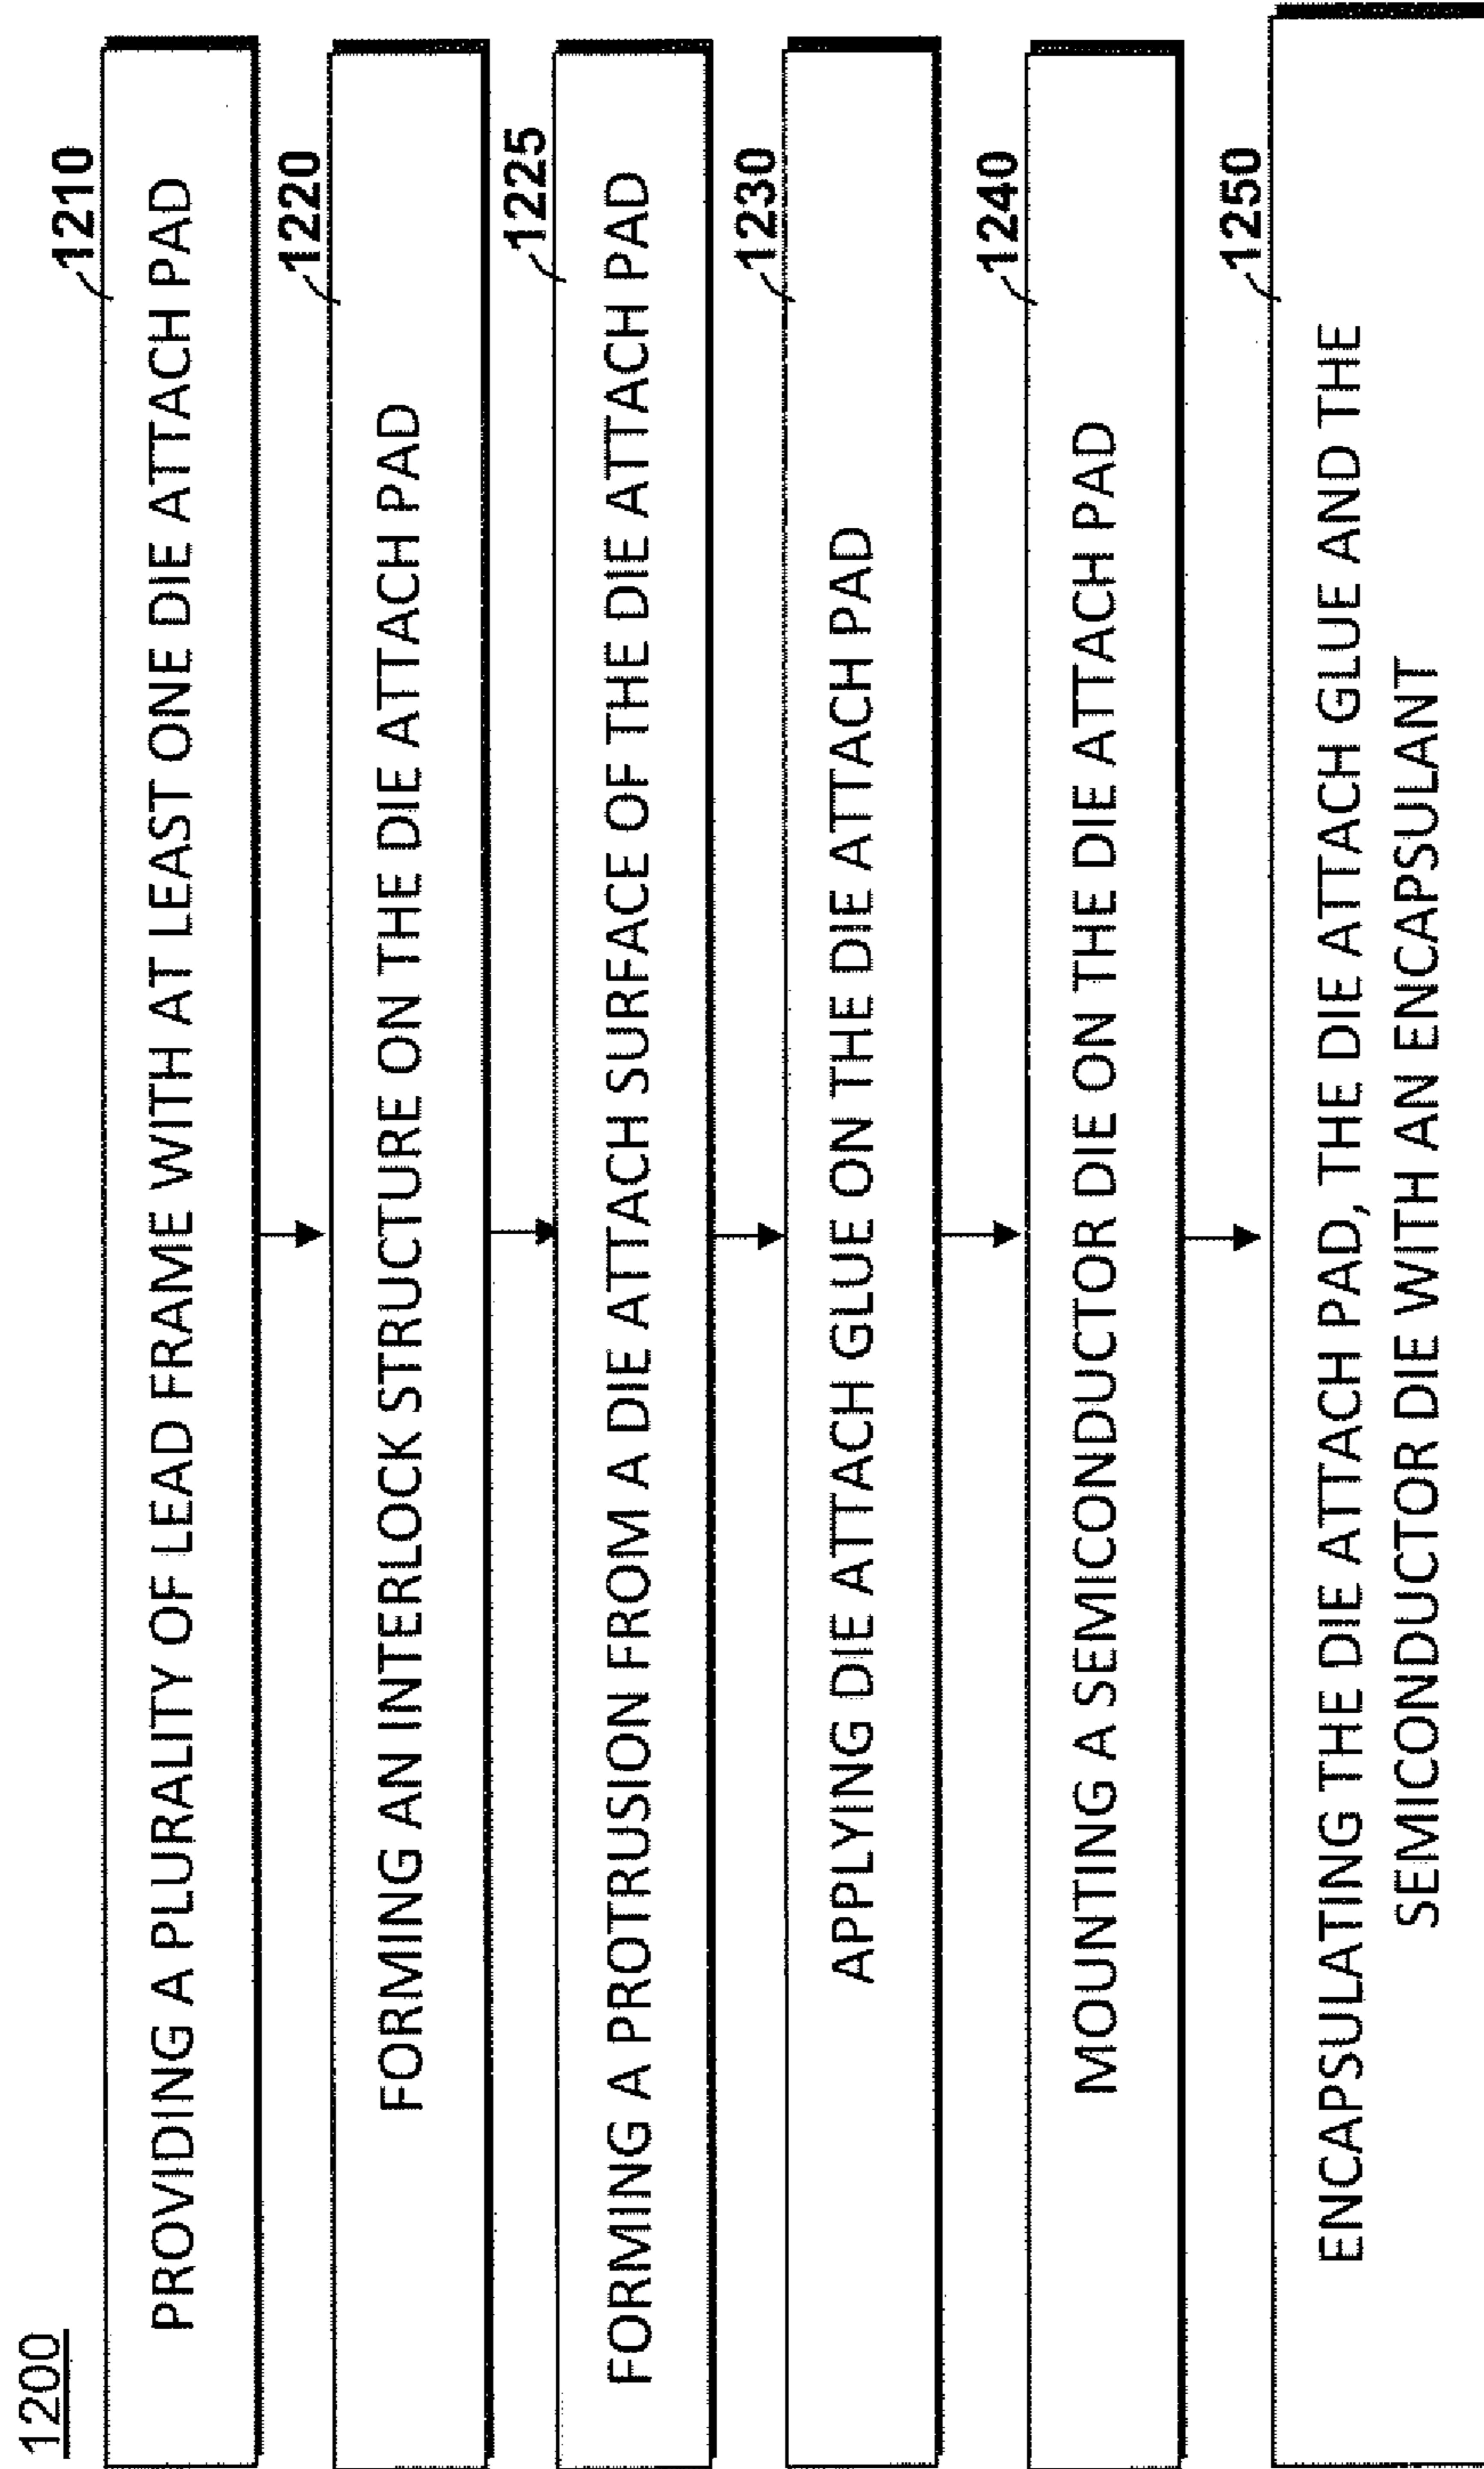 1200
1210
PROVIDING A PLURALITY OF LEAD FRAME WITH AT LEAST ONE DIE ATTACH PAD
1220
FORMING AN INTERLOCK STRUCTURE ON THE DIE ATTACH PAD
1225
FORMING A PROTRUSION FROM A DIE ATTACH SURFACE OF THE DIE ATTACH PAD
1230
APPLYING DIE ATTACH GLUE ON THE DIE ATTACH PAD
1240
MOUNTING A SEMICONDUCTOR DIE ON THE DIE ATTACH PAD
1250
ENCAPSULATING THE DIE ATTACH PAD, THE DIE ATTACH GLUE AND THE
SEMICONDUCTOR DIE WITH AN ENCAPSULANT